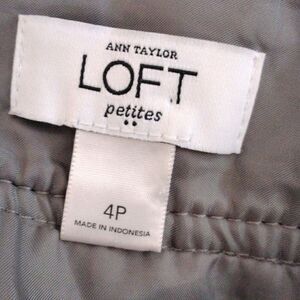 ANN TAYLOR
LOFT
petites
4P
MADE IN INDONESIA